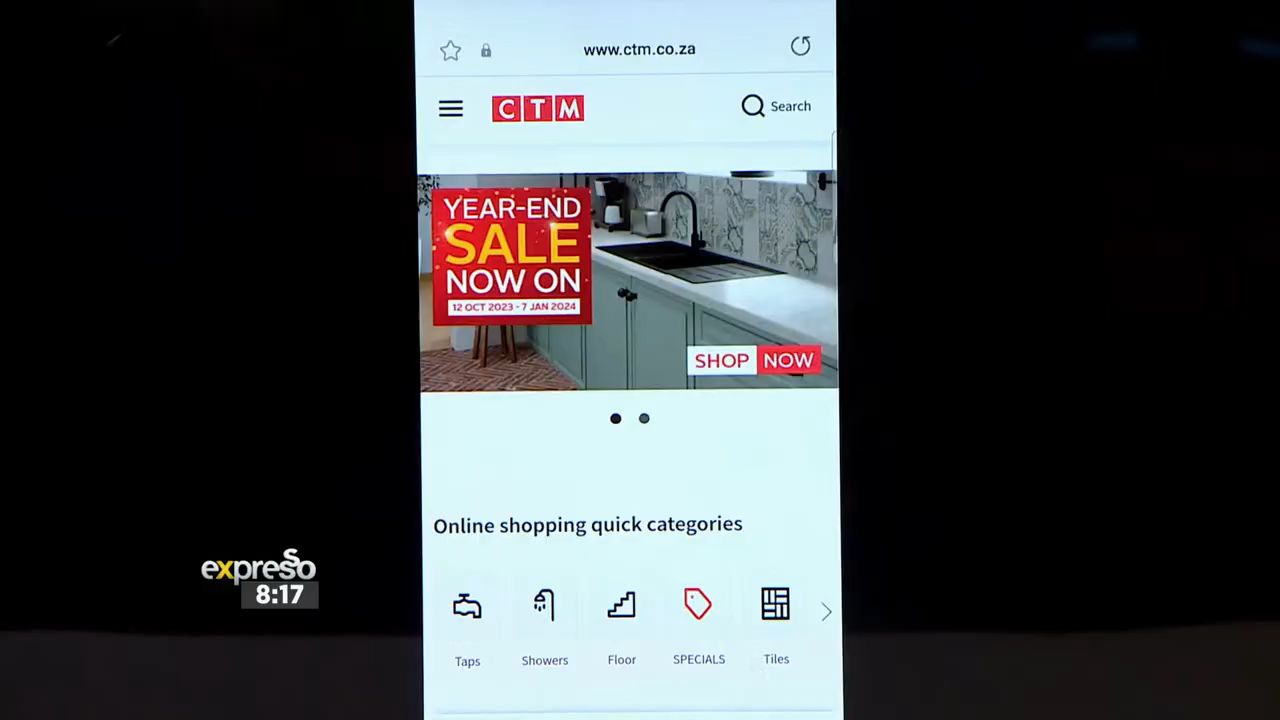 www.ctm.co.za
CTM
Search
YEAR-END
SALE
NOW ON
12 OCT 2023 - 7 JAN 2024
SHOP NOW
Online shopping quick categories
expresso
8:17
Taps
Showers
Floor
SPECIALS
Tiles